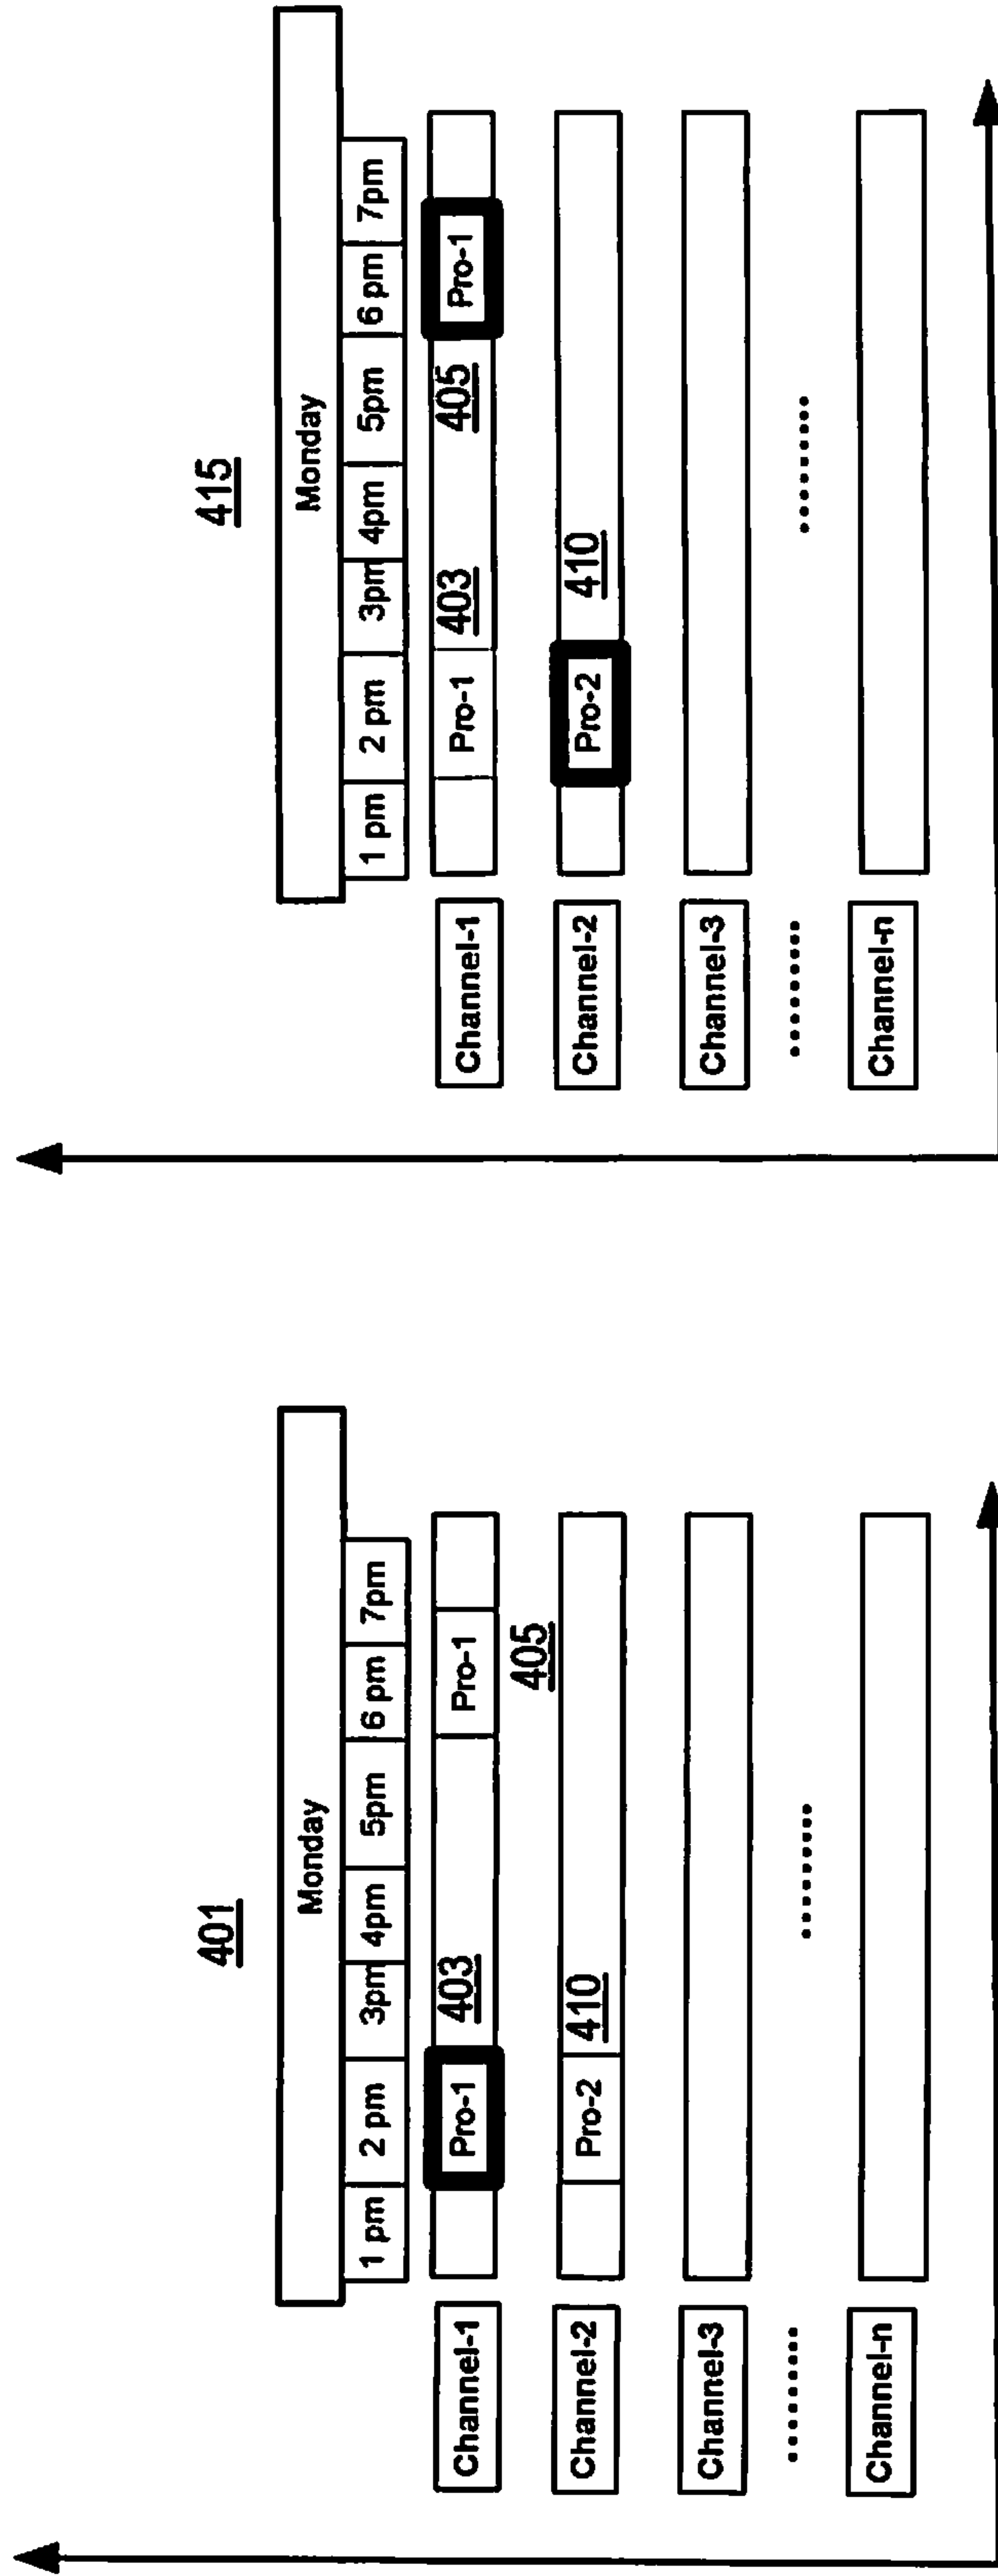 401
Monday
1 pm 2 pm 3pm 4pm 5pm 6 pm 7pm
Channel-1 Pro-1 403 Pro-1
405
Channel-2 Pro-2 410
Channel-3
.........
.........
Channel-n
415
Monday
1 pm 2 pm 3pm 4pm 5pm 6 pm 7pm
Channel-1 Pro-1 403 405 Pro-1
Channel-2 Pro-2 410
Channel-3
.........
.........
Channel-n